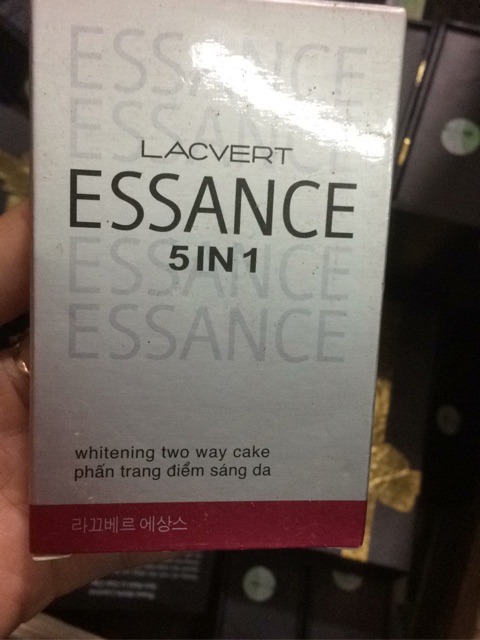 ESSANCE
ESSANCE
LACVERT
ESSANCE
5 IN 1
ESSANCE
ESSANCE
whitening two way cake
phấn trang điểm sáng da
라끄베르 에상스